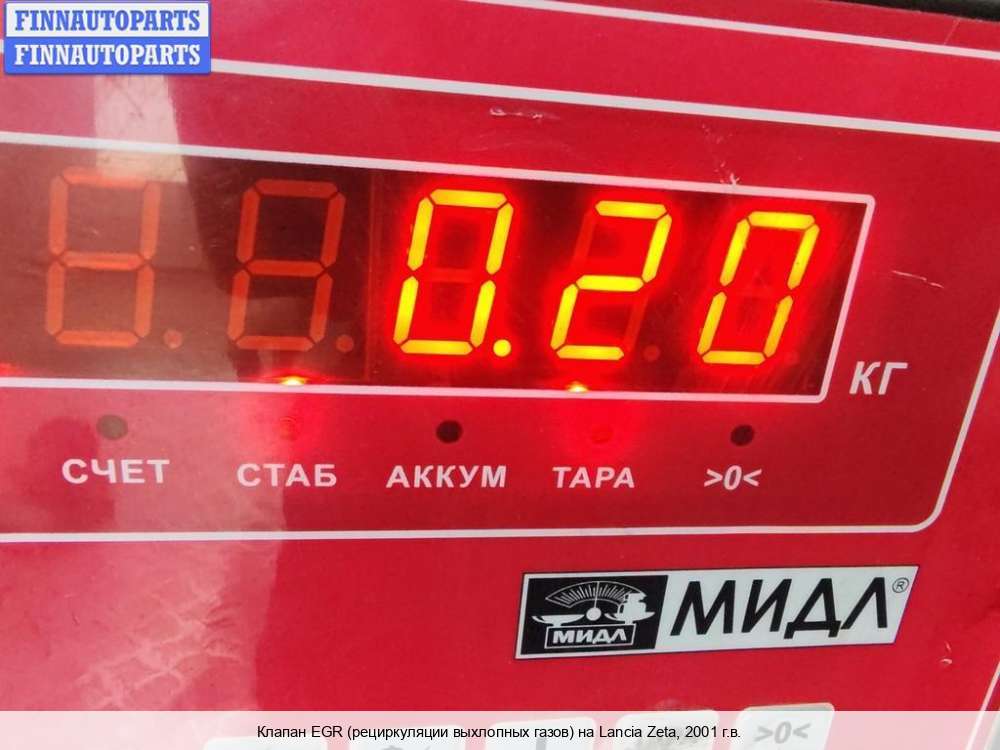 FINNAUTOPARTS
FINNAUTOPARTS
0.20
КГ
СЧЕТ СТАБ АККУМ ТАРА >0<
МИДЛ МИДЛ®
>0<
Клапан EGR (рециркуляции выхлопных газов) на Lancia Zeta, 2001 г.в.